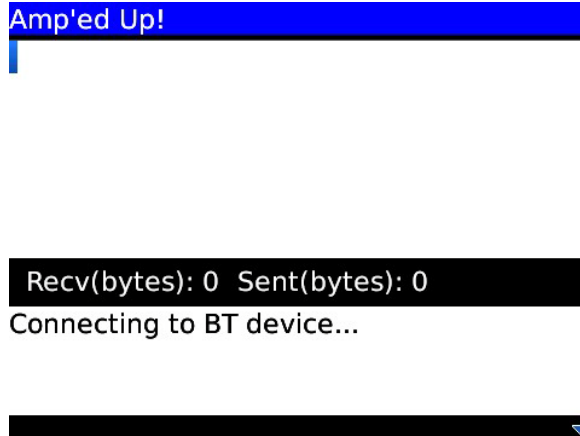 Amp'ed Up!
Recv(bytes): 0 Sent(bytes): 0
Connecting to BT device...